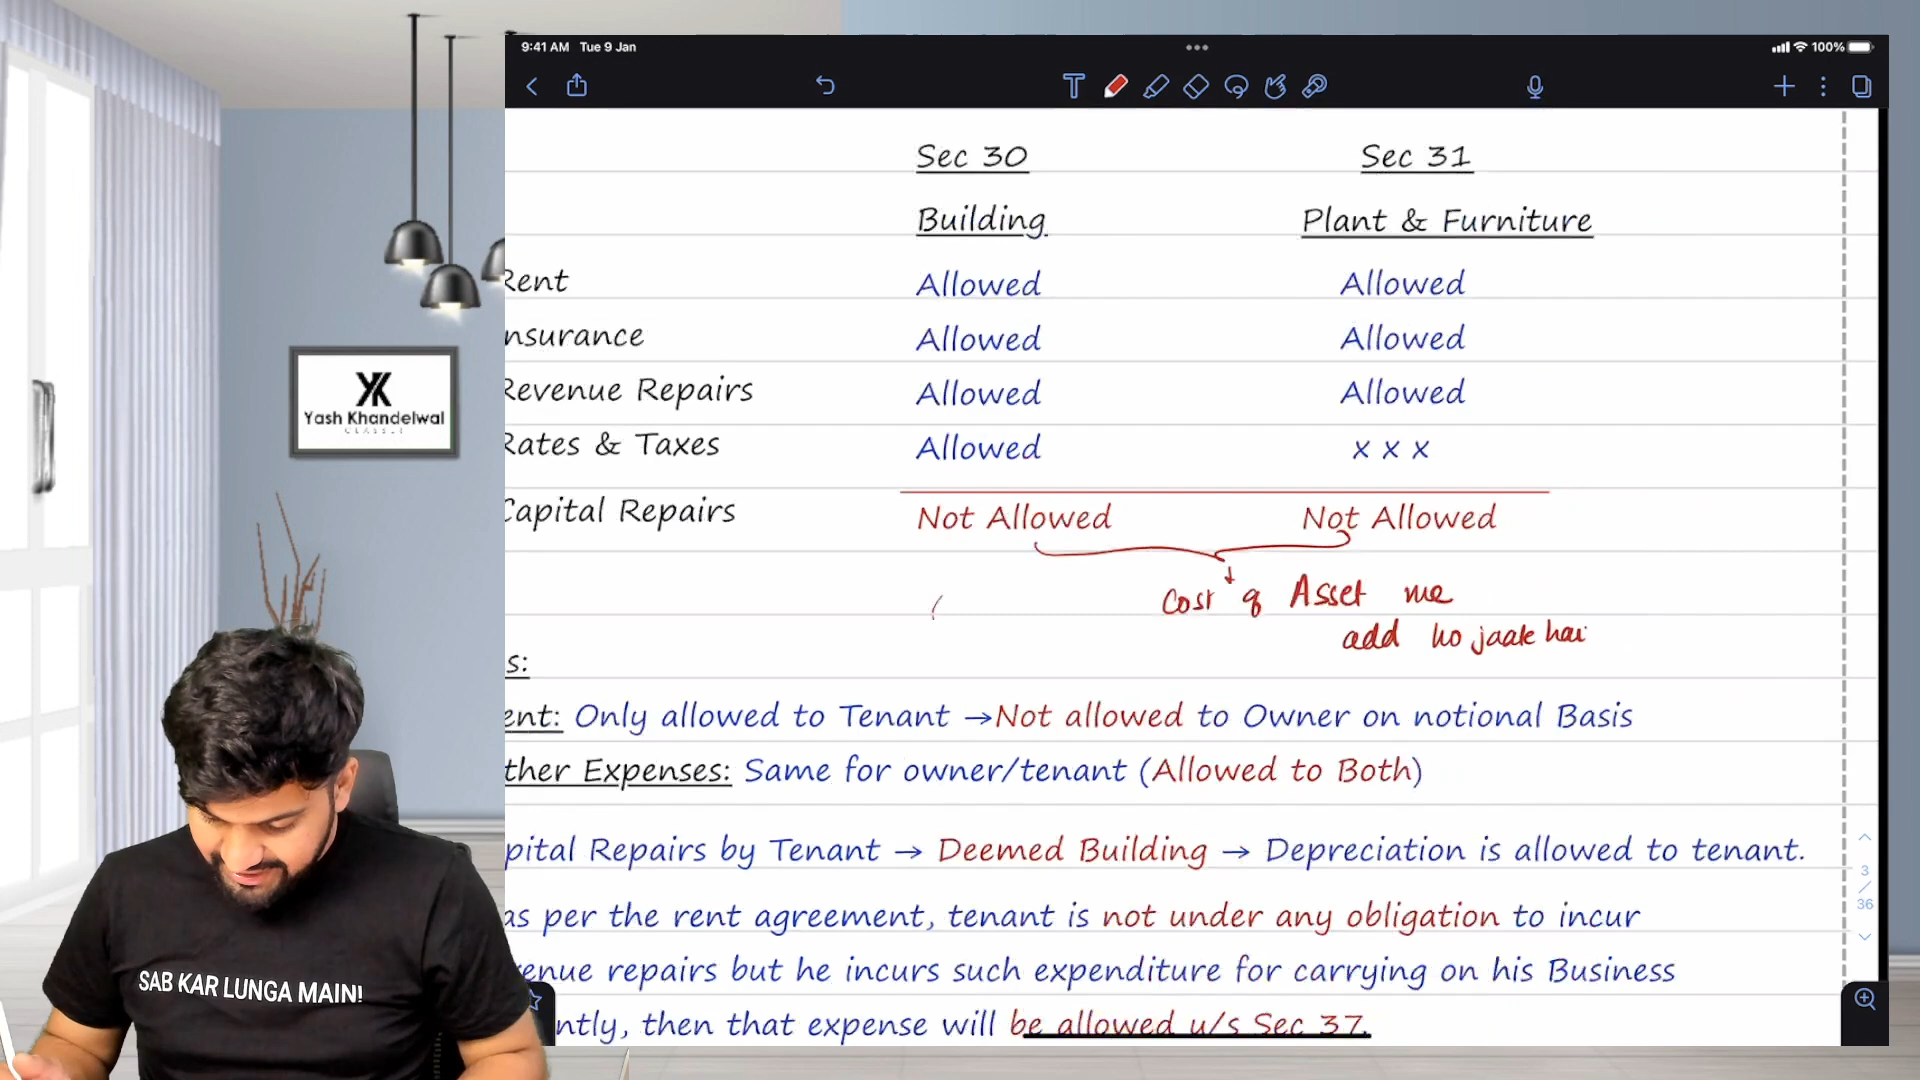 9:41 AM Tue 9 Jan
100%
Sec 30 Sec 31
Building Plant & Furniture
Rent Allowed Allowed
nsurance Allowed Allowed
Revenue Repairs Allowed Allowed
Rates & Taxes Allowed x x x
Capital Repairs Not Allowed Not Allowed
Cost of Asset me
add ho jaate hai
s:
ent: Only allowed to Tenant →Not allowed to Owner on notional Basis
ther Expenses: Same for owner/tenant (Allowed to Both)
pital Repairs by Tenant → Deemed Building → Depreciation is allowed to tenant.
as per the rent agreement, tenant is not under any obligation to incur
venue repairs but he incurs such expenditure for carrying on his Business
ntly, then that expense will be allowed u/s Sec 37.
3
/
36
YK
Yash Khandelwal
CLASSES
SAB KAR LUNGA MAIN!